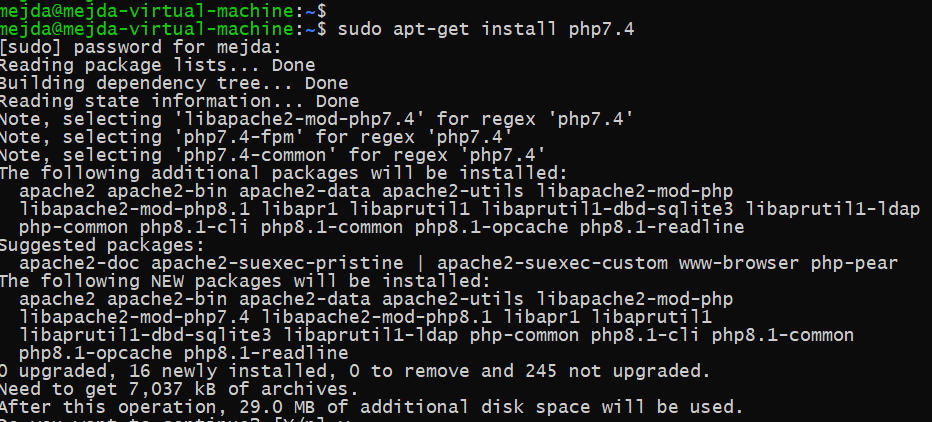 mejda@mejda-virtual-machine:~$
mejda@mejda-virtual-machine:~$ sudo apt-get install php7.4
[sudo] password for mejda:
Reading package lists... Done
Building dependency tree... Done
Reading state information... Done
Note, selecting 'libapache2-mod-php7.4' for regex 'php7.4'
Note, selecting 'php7.4-fpm' for regex 'php7.4'
Note, selecting 'php7.4-common' for regex 'php7.4'
The following additional packages will be installed:
  apache2 apache2-bin apache2-data apache2-utils libapache2-mod-php
  libapache2-mod-php8.1 libapr1 libaprutil1 libaprutil1-dbd-sqlite3 libaprutil1-ldap
  php-common php8.1-cli php8.1-common php8.1-opcache php8.1-readline
Suggested packages:
  apache2-doc apache2-suexec-pristine | apache2-suexec-custom www-browser php-pear
The following NEW packages will be installed:
  apache2 apache2-bin apache2-data apache2-utils libapache2-mod-php
  libapache2-mod-php7.4 libapache2-mod-php8.1 libapr1 libaprutil1
  libaprutil1-dbd-sqlite3 libaprutil1-ldap php-common php8.1-cli php8.1-common
  php8.1-opcache php8.1-readline
0 upgraded, 16 newly installed, 0 to remove and 245 not upgraded.
Need to get 7,037 kB of archives.
After this operation, 29.0 MB of additional disk space will be used.
Do you want to continue? [Y/n]